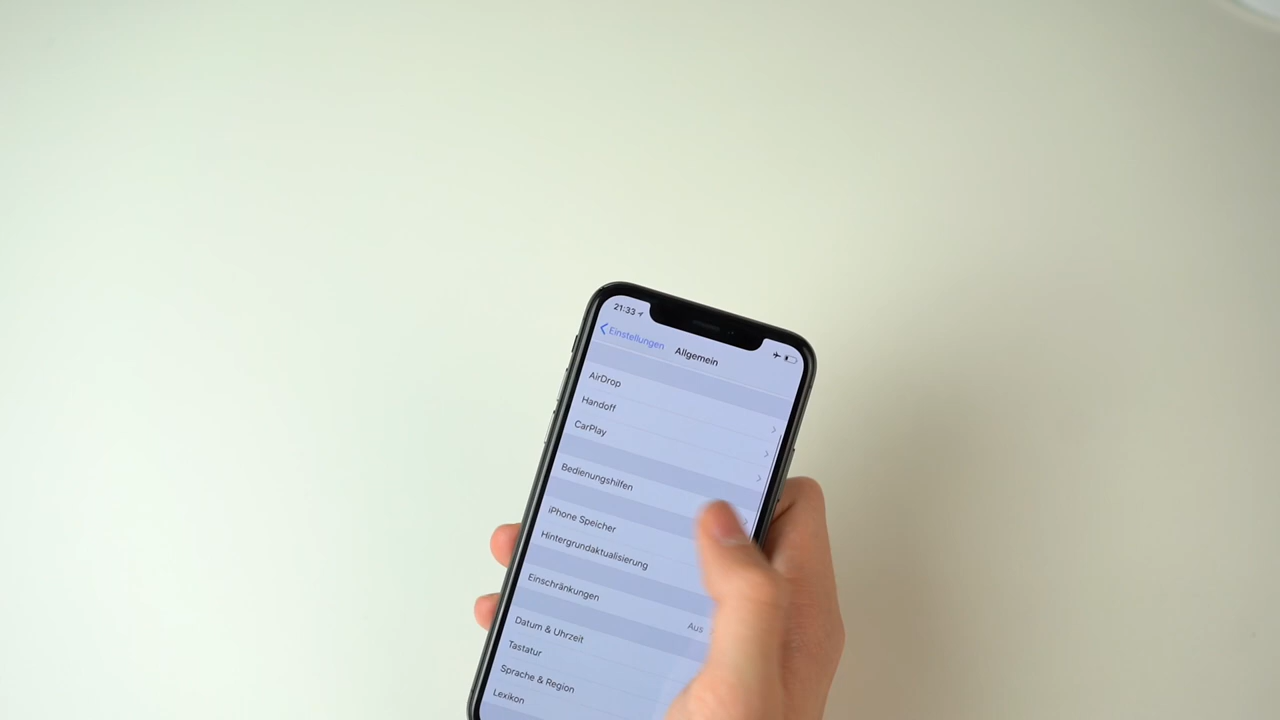 21:33
Einstellungen
Allgemein
AirDrop
Handoff
CarPlay
Bedienungshilfen
iPhone Speicher
Hintergrundaktualisierung
Einschränkungen
Aus
Datum & Uhrzeit
Tastatur
Sprache & Region
Lexikon